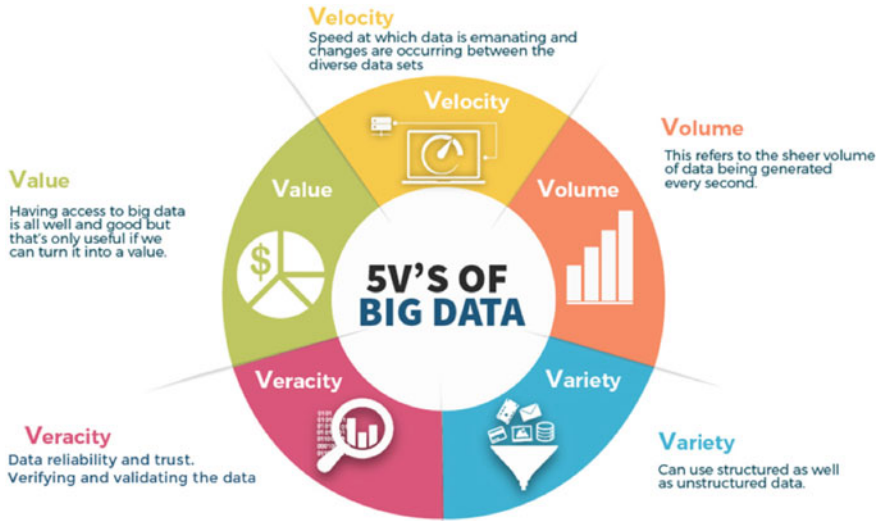 Velocity
Speed at which data is emanating and
changes are occurring between the
diverse data sets
Velocity
Volume
This refers to the sheer volume
of data being generated
every second.
Volume
Value
Having access to big data
is all well and good but
that's only useful if we
can turn it into a value.
Value
$
5V'S OF
BIG DATA
Veracity
Variety
Veracity
Data reliability and trust.
Verifying and validating the data
Variety
Can use structured as well
as unstructured data.